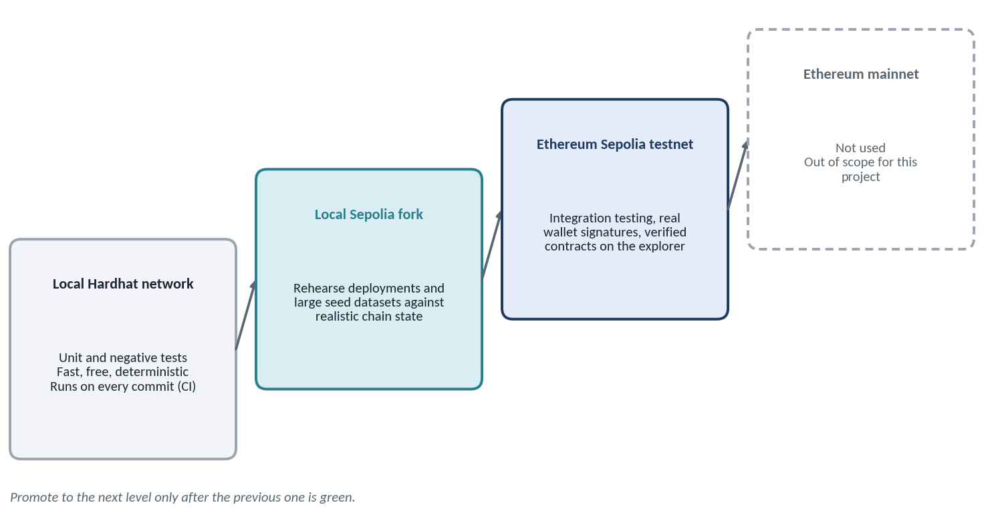 Local Hardhat network
Unit and negative tests
Fast, free, deterministic
Runs on every commit (CI)
Local Sepolia fork
Rehearse deployments and
large seed datasets against
realistic chain state
Ethereum Sepolia testnet
Integration testing, real
wallet signatures, verified
contracts on the explorer
Ethereum mainnet
Not used
Out of scope for this
project
Promote to the next level only after the previous one is green.